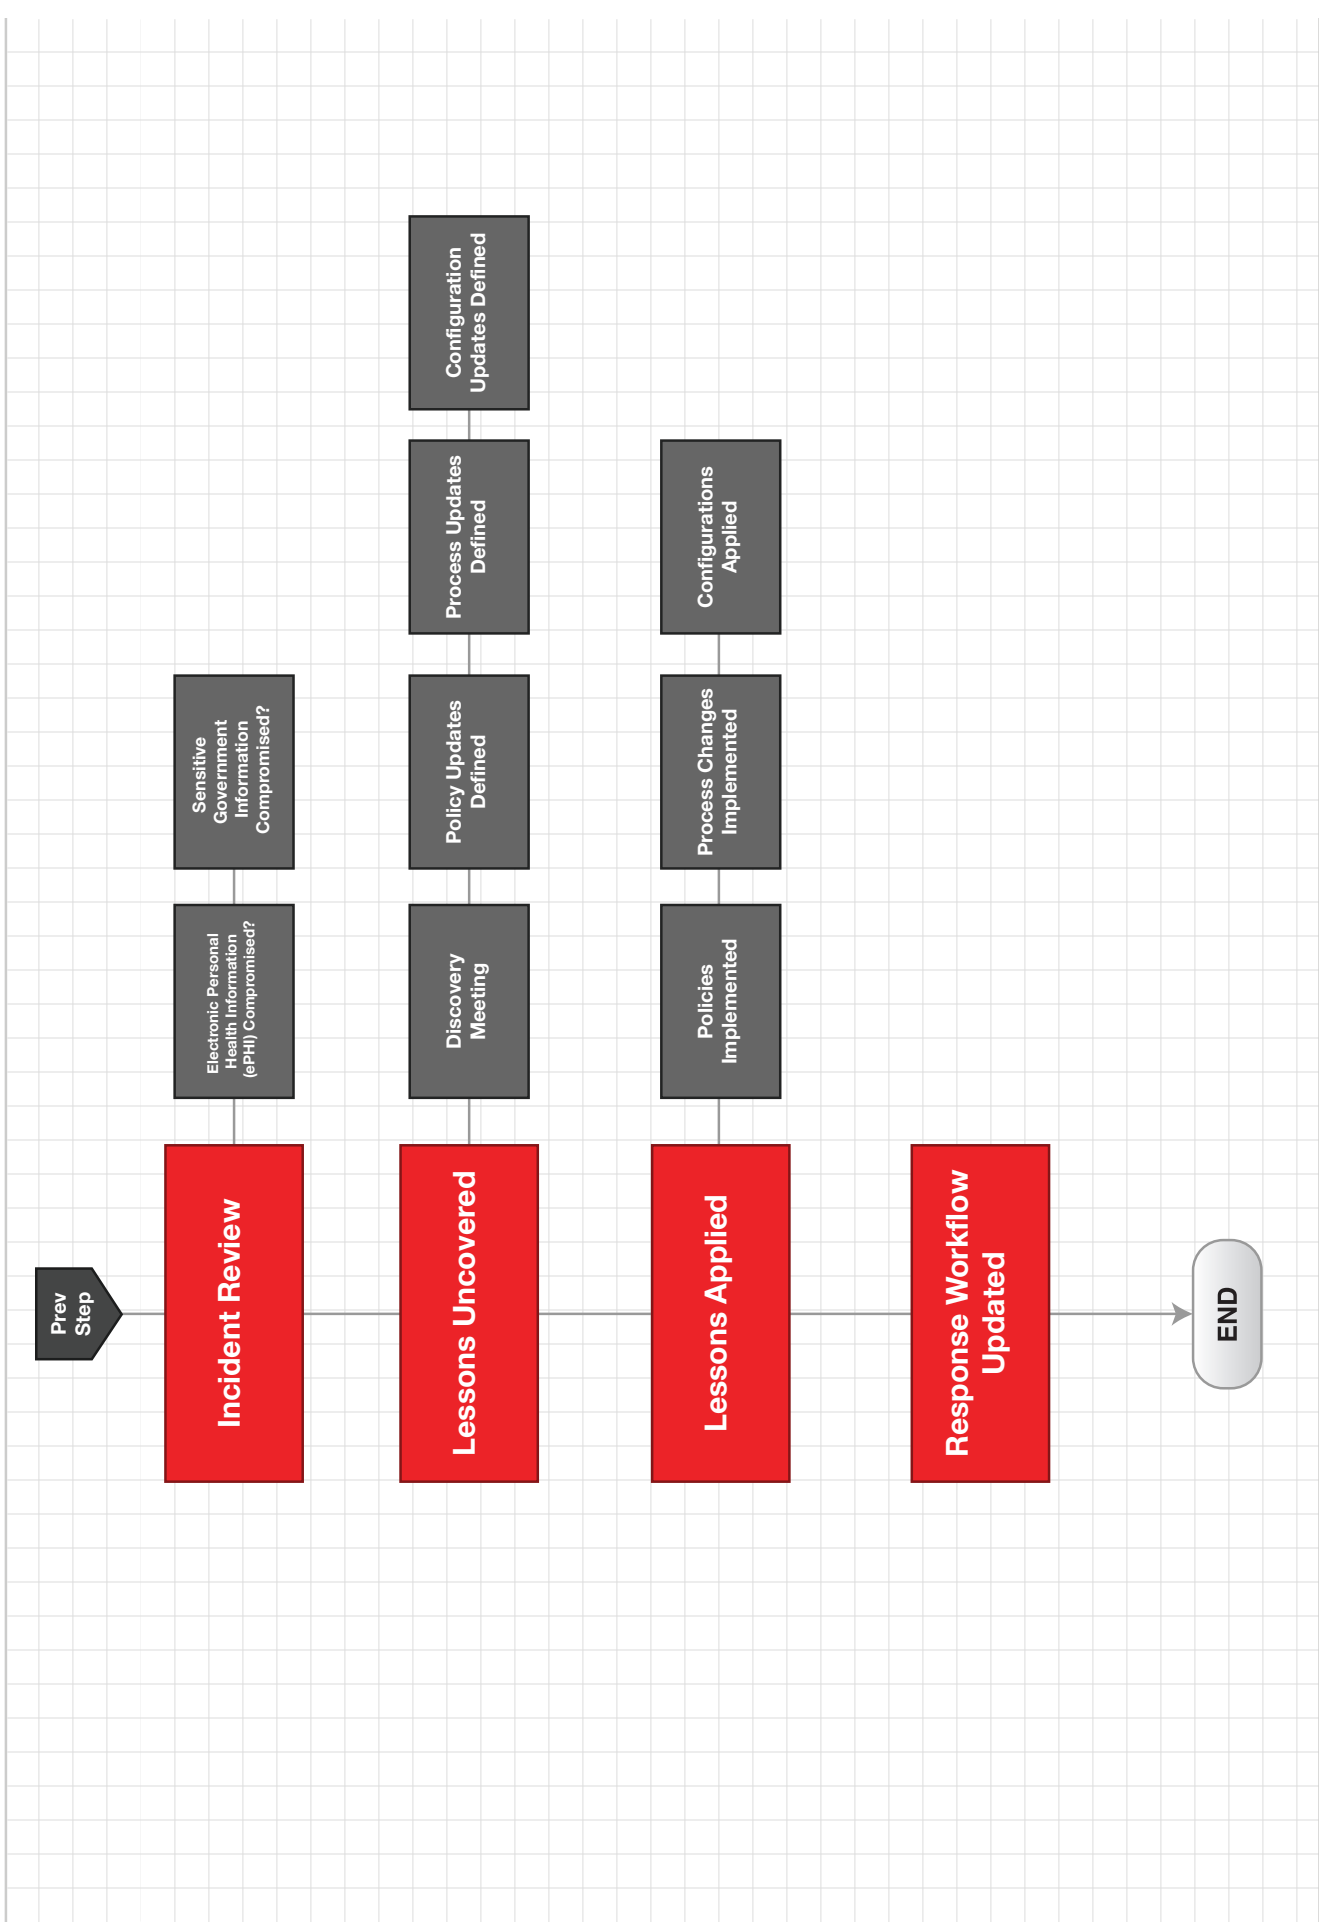 Prev
Step
Incident Review
Electronic Personal
Health Information
(ePHI) Compromised?
Sensitive
Government
Information
Compromised?
Lessons Uncovered
Discovery
Meeting
Policy Updates
Defined
Process Updates
Defined
Configuration
Updates Defined
Lessons Applied
Policies
Implemented
Process Changes
Implemented
Configurations
Applied
Response Workflow
Updated
END